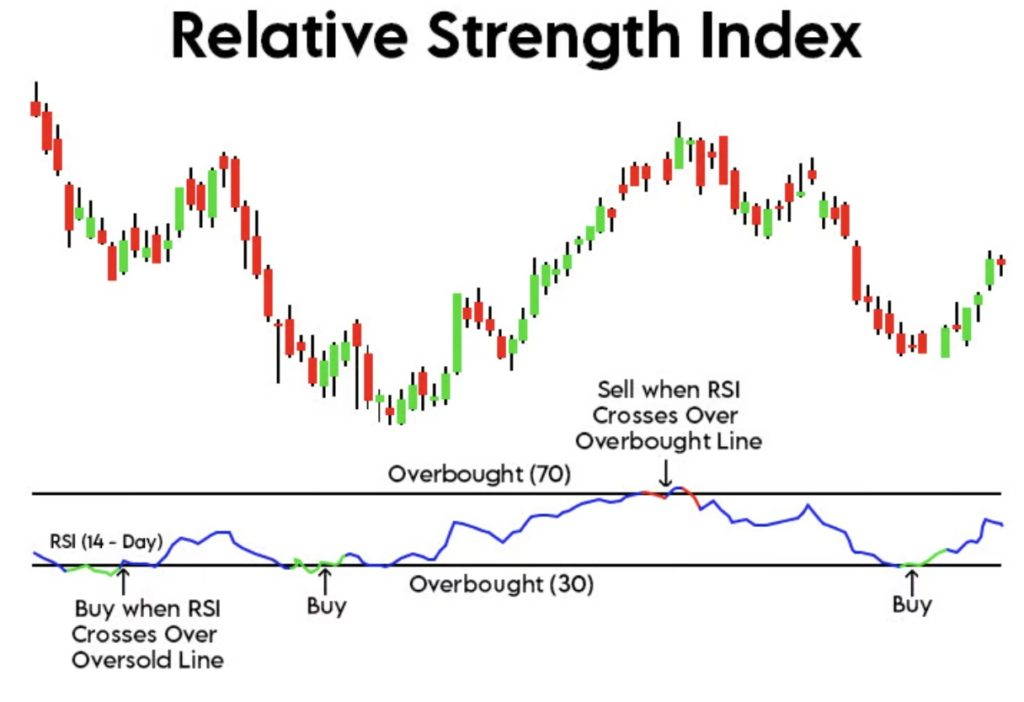 Relative Strength Index
Sell when RSI
Crosses Over
Overbought Line
Overbought (70)
RSI (14 - Day)
Overbought (30)
Buy when RSI
Crosses Over
Oversold Line
Buy
Buy